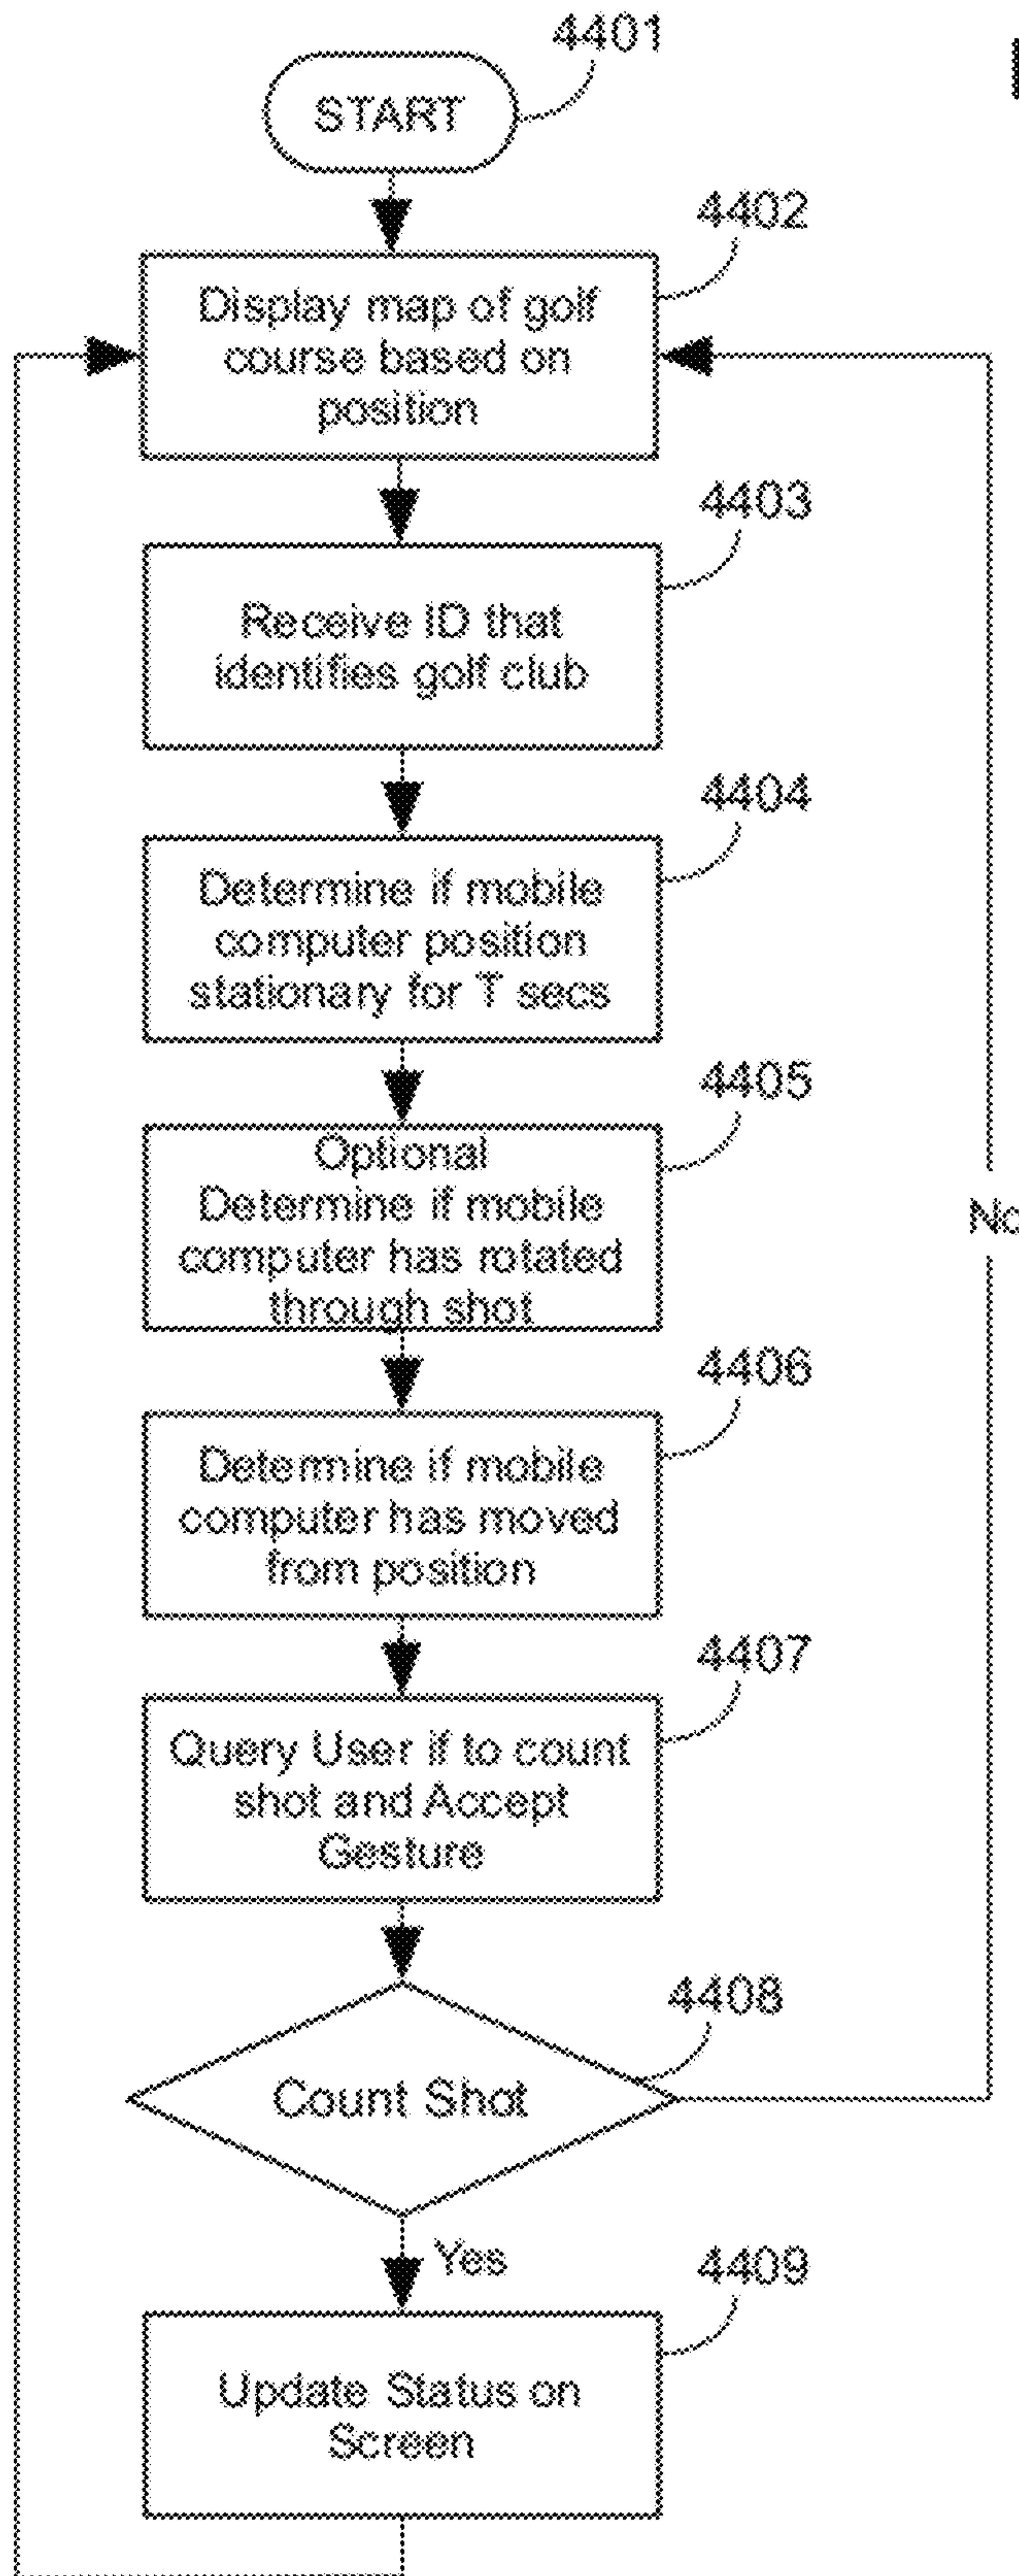 4401
START
4402
Display map of golf
course based on
position
4403
Receive ID that
identifies golf club
4404
Determine if mobile
computer position
stationary for T secs
4405
Optional
Determine if mobile
computer has rotated
through shot
No
4406
Determine if mobile
computer has moved
from position
4407
Query User if to count
shot and Accept
Gesture
4408
Count Shot
Yes
4409
Update Status on
Screen